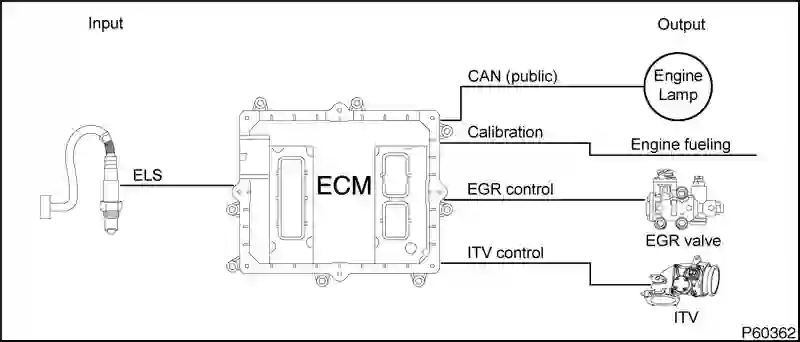 Input
Output
CAN (public)
Engine
Lamp
Calibration
Engine fueling
ELS
ECM
EGR control
EGR valve
ITV control
ITV
P60362